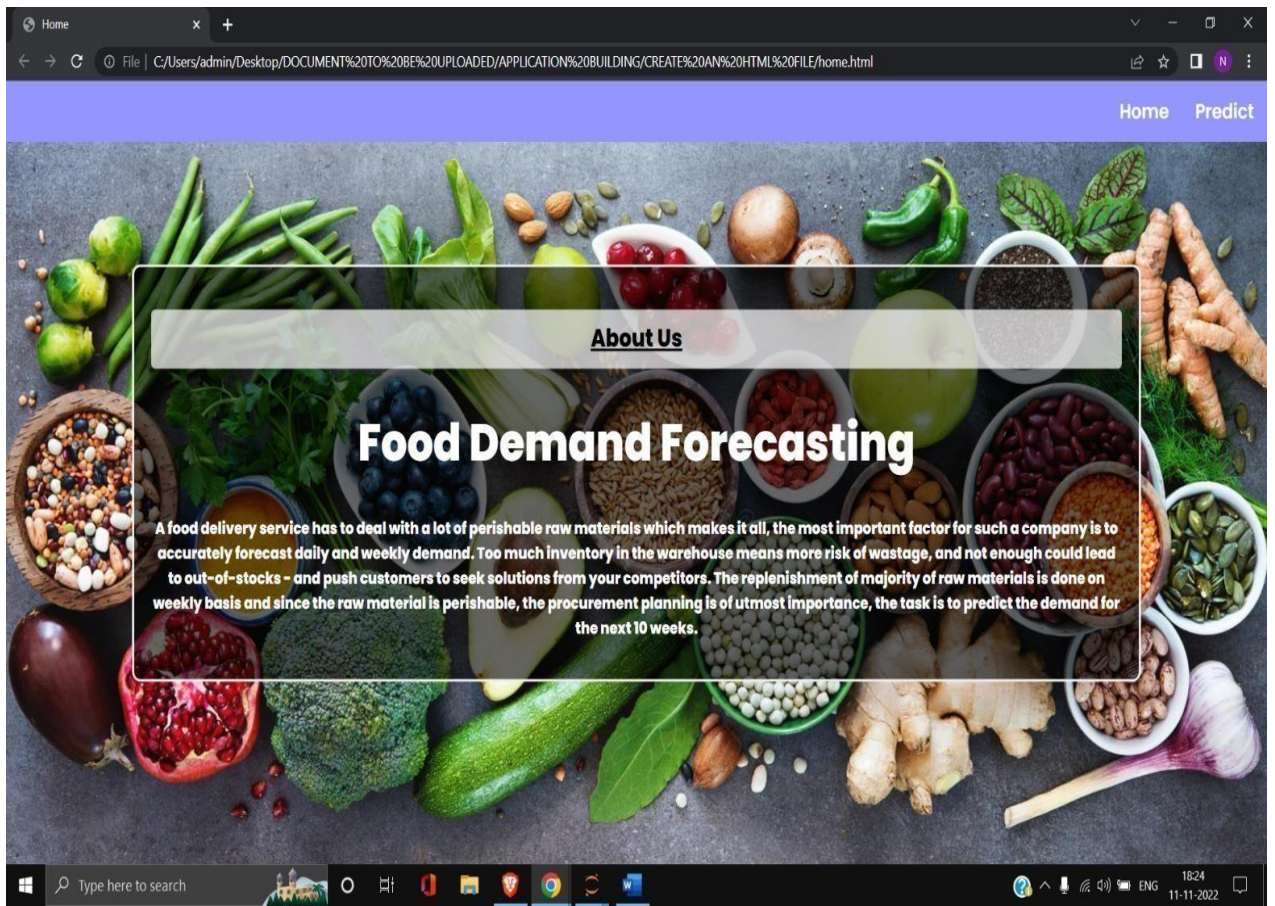 Home
File | C:/Users/admin/Desktop/DOCUMENT%20TO%20BE%20UPLOADED/APPLICATION%20BUILDING/CREATE%20AN%20HTML%20FILE/home.html
N
Home Predict
About Us
Food Demand Forecasting
A food delivery service has to deal with a lot of perishable raw materials which makes it all, the most important factor for such a company is to
accurately forecast daily and weekly demand. Too much inventory in the warehouse means more risk of wastage, and not enough could lead
to out-of-stocks - and push customers to seek solutions from your competitors. The replenishment of majority of raw materials is done on
weekly basis and since the raw material is perishable, the procurement planning is of utmost importance, the task is to predict the demand for
the next 10 weeks.
Type here to search
ENG
18:24
11-11-2022